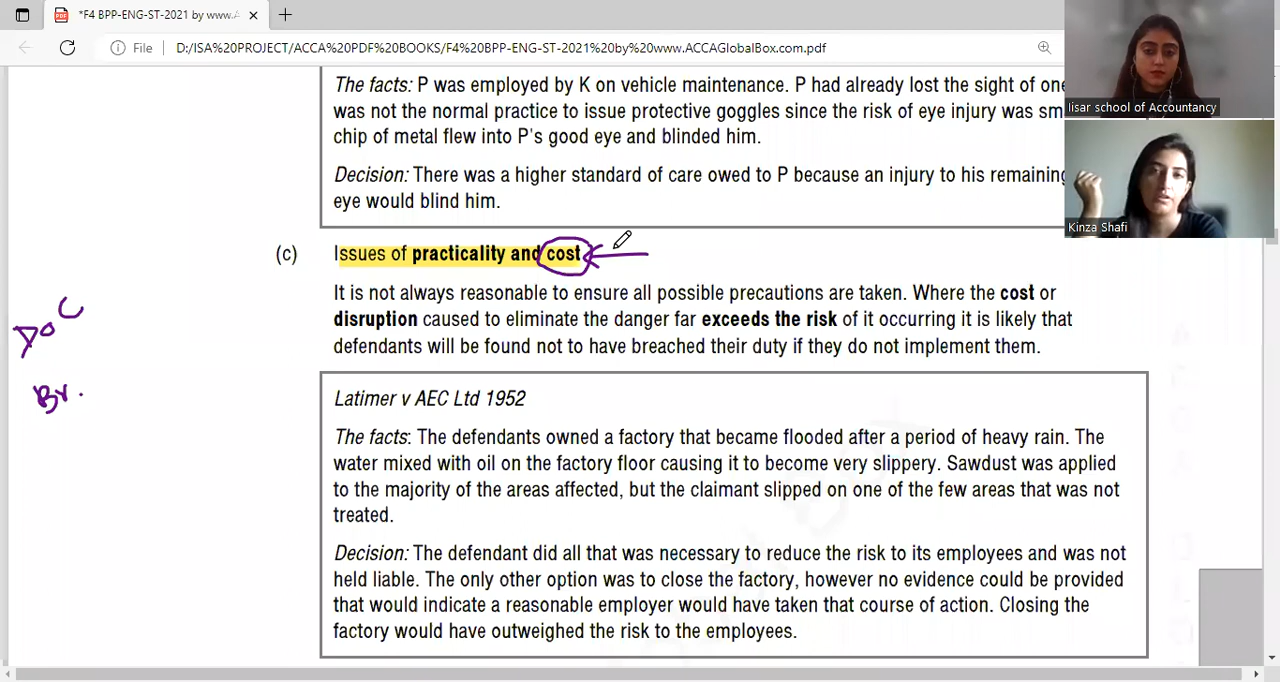 *F4 BPP-ENG-ST-2021 by www.A
File
D:/ISA%20PROJECT/ACCA%20PDF%20BOOKS/F4%20BPP-ENG-ST-2021%20by%20www.ACCAGlobalBox.com.pdf
The facts: P was employed by K on vehicle maintenance. P had already lost the sight of one
was not the normal practice to issue protective goggles since the risk of eye injury was sm
chip of metal flew into P's good eye and blinded him.
Decision: There was a higher standard of care owed to P because an injury to his remaining
eye would blind him.
(c) Issues of practicality and cost
It is not always reasonable to ensure all possible precautions are taken. Where the cost or
disruption caused to eliminate the danger far exceeds the risk of it occurring it is likely that
defendants will be found not to have breached their duty if they do not implement them.
DOC
Br.
Latimer v AEC Ltd 1952
The facts: The defendants owned a factory that became flooded after a period of heavy rain. The
water mixed with oil on the factory floor causing it to become very slippery. Sawdust was applied
to the majority of the areas affected, but the claimant slipped on one of the few areas that was not
treated.
Decision: The defendant did all that was necessary to reduce the risk to its employees and was not
held liable. The only other option was to close the factory, however no evidence could be provided
that would indicate a reasonable employer would have taken that course of action. Closing the
factory would have outweighed the risk to the employees.
Iisar school of Accountancy
Kinza Shafi